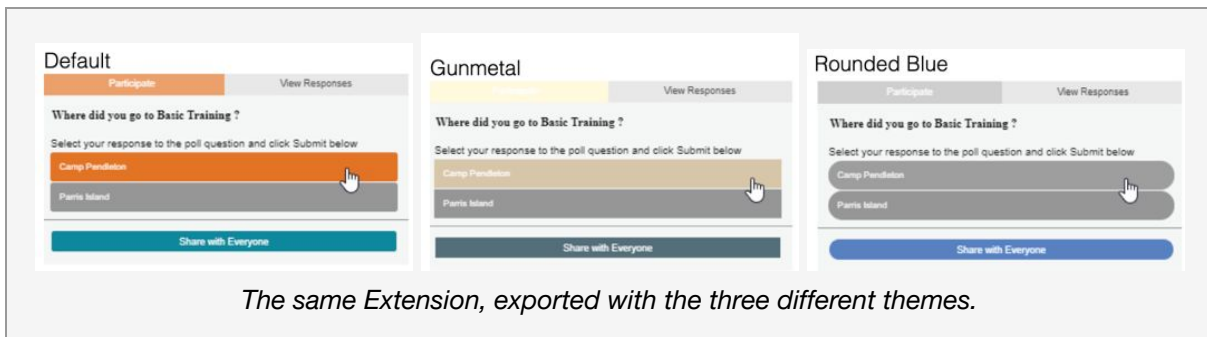 Default
Participate
View Responses
Where did you go to Basic Training ?
Select your response to the poll question and click Submit below
Camp Pendleton
Parris Island
Share with Everyone
Gunmetal
Participate
View Responses
Where did you go to Basic Training ?
Select your response to the poll question and click Submit below
Camp Pendleton
Parris Island
Share with Everyone
Rounded Blue
Participate
View Responses
Where did you go to Basic Training ?
Select your response to the poll question and click Submit below
Camp Pendleton
Parris Island
Share with Everyone
The same Extension, exported with the three different themes.